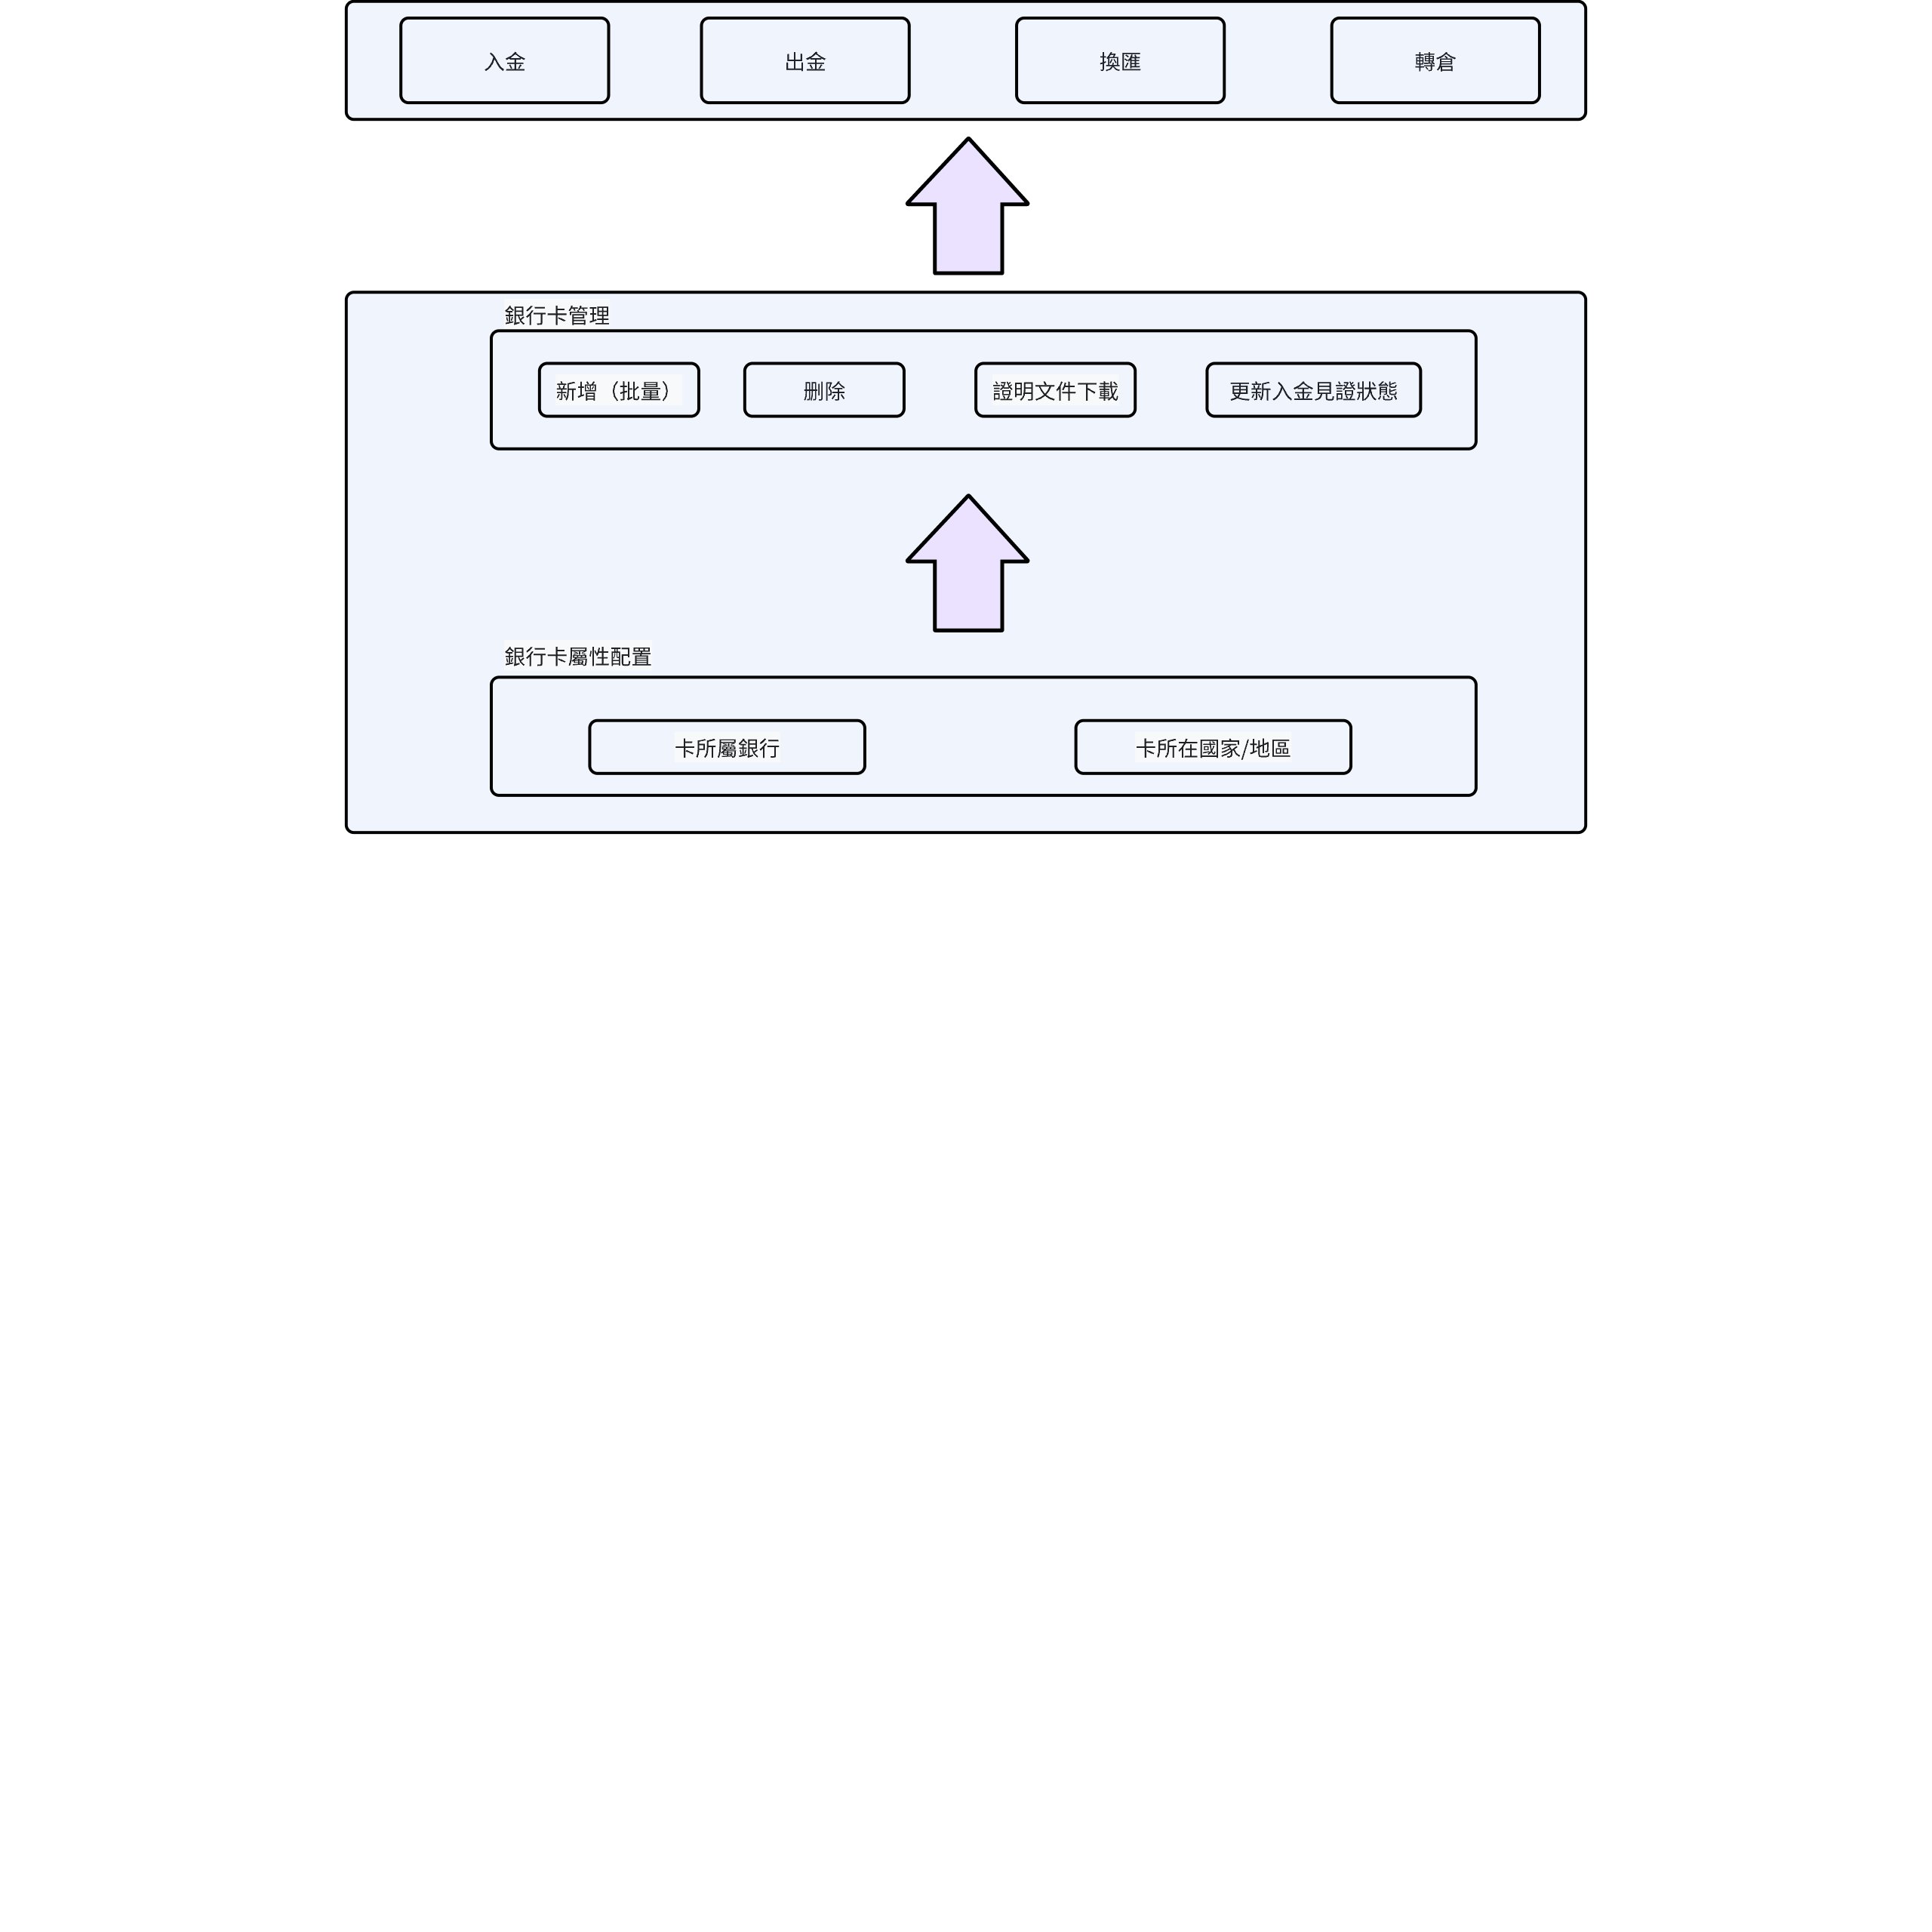 入金
出金
換匯
轉倉
銀行卡管理
新增（批量）
刪除
證明文件下載
更新入金見證狀態
銀行卡屬性配置
卡所屬銀行
卡所在國家/地區